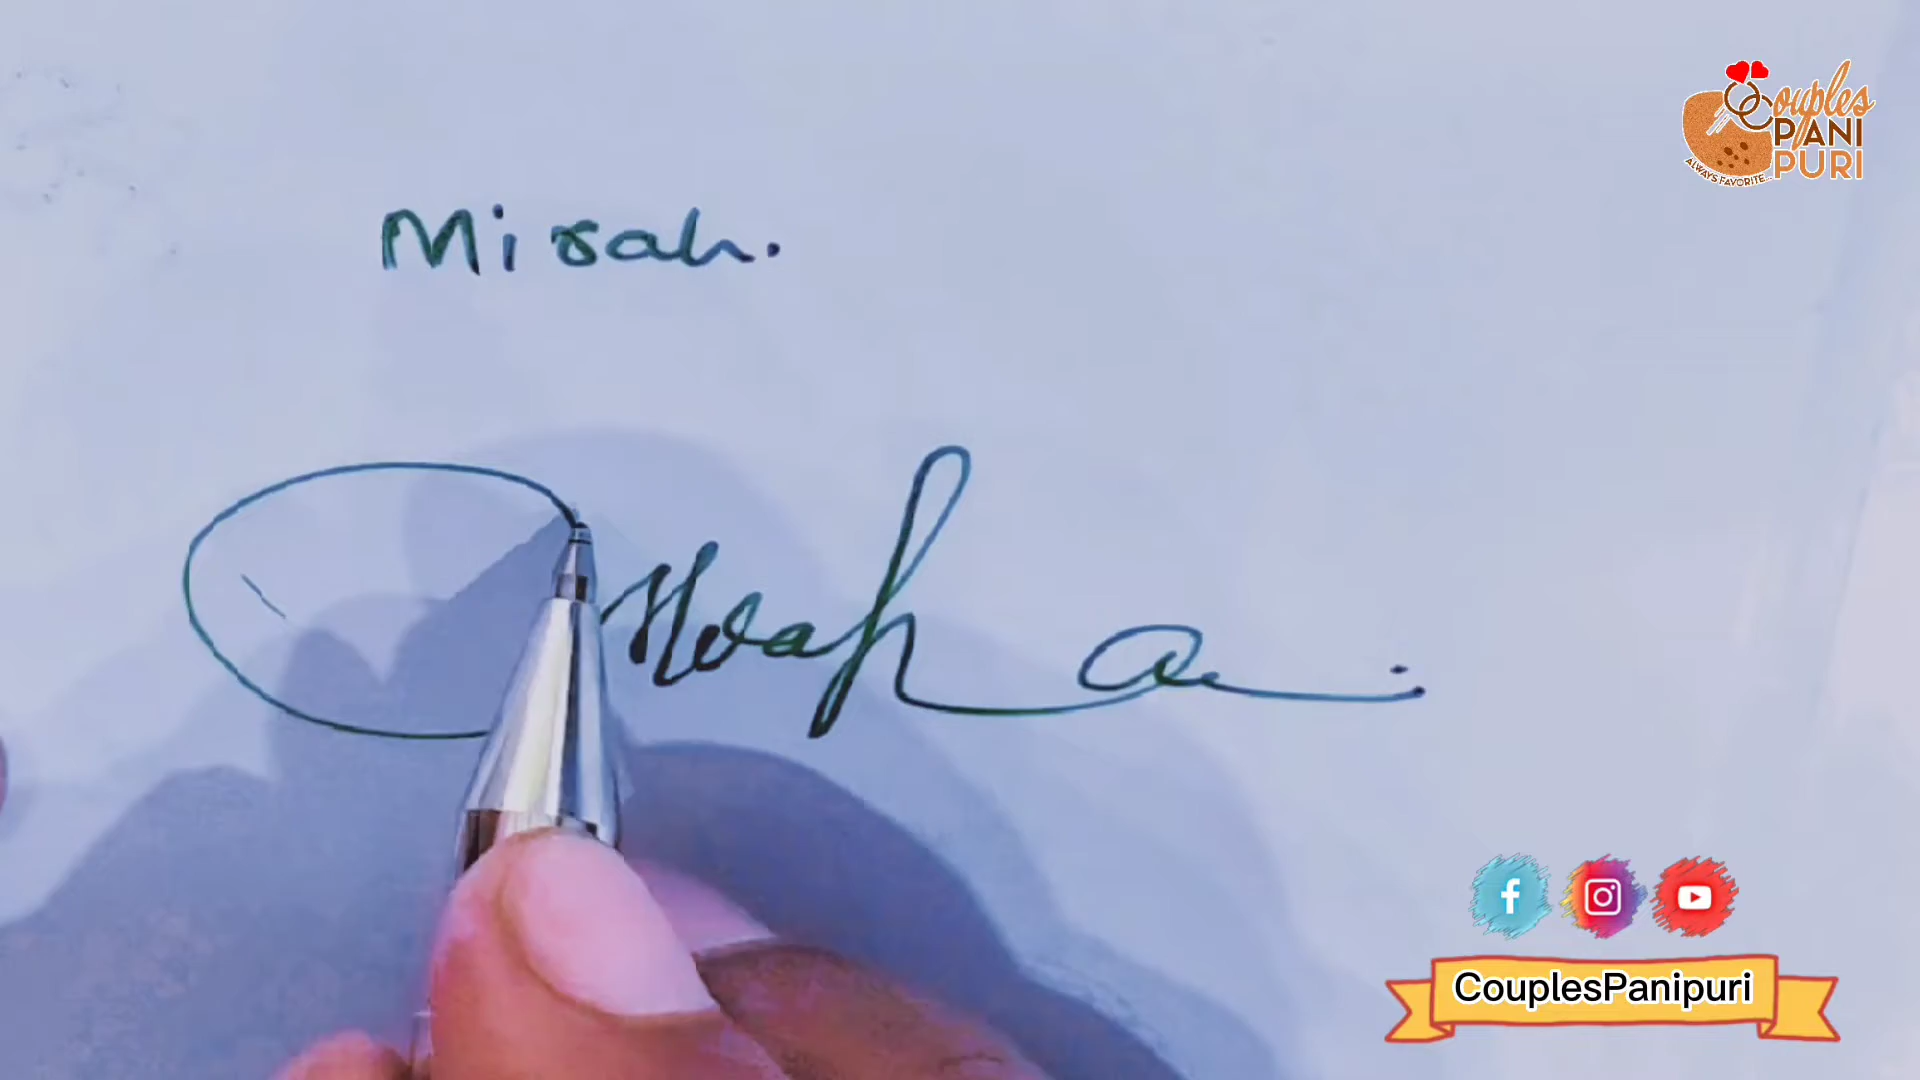 Couples
PANI
PURI
ALWAYS FAVORITE...
Mirah.
CouplesPanipuri